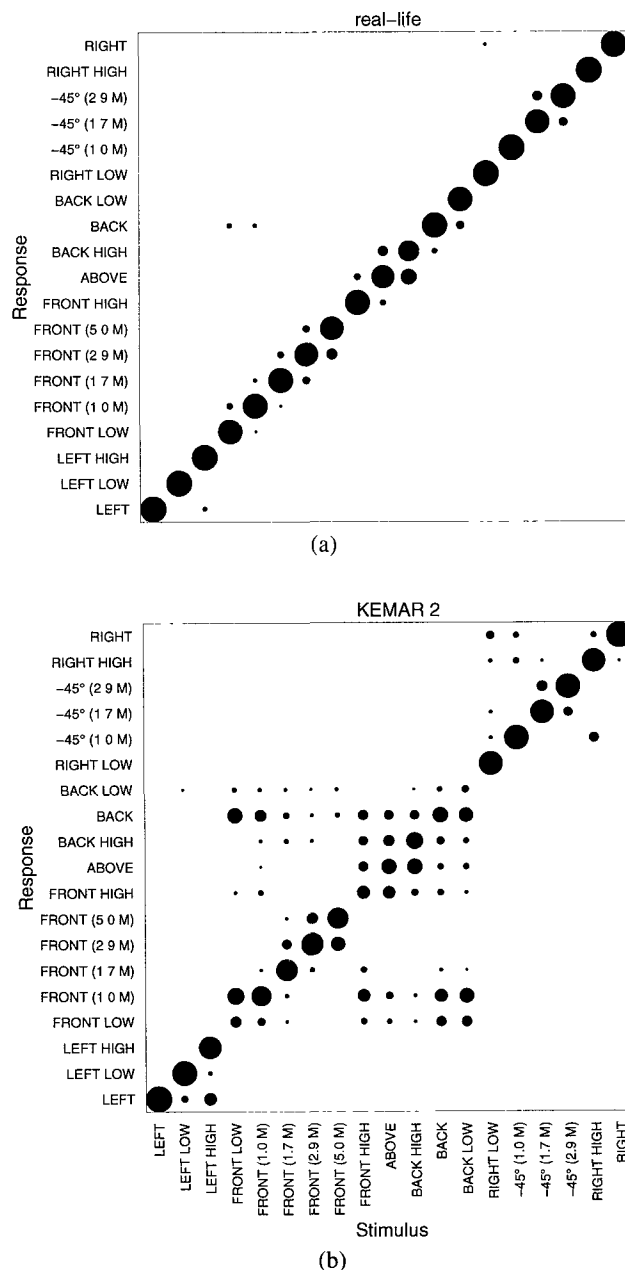 real-life
RIGHT
RIGHT HIGH
-45° (2 9 M)
-45° (1 7 M)
-45° (1 0 M)
RIGHT LOW
BACK LOW
BACK
BACK HIGH
ABOVE
FRONT HIGH
FRONT (5 0 M)
FRONT (2 9 M)
FRONT (1 7 M)
FRONT (1 0 M)
FRONT LOW
LEFT HIGH
LEFT LOW
LEFT
Response
(a)
KEMAR 2
RIGHT
RIGHT HIGH
-45° (2 9 M)
-45° (1 7 M)
-45° (1 0 M)
RIGHT LOW
BACK LOW
BACK
BACK HIGH
ABOVE
FRONT HIGH
FRONT (5 0 M)
FRONT (2 9 M)
FRONT (1 7 M)
FRONT (1 0 M)
FRONT LOW
LEFT HIGH
LEFT LOW
LEFT
Response
LEFT
LEFT LOW
LEFT HIGH
FRONT LOW
FRONT (1.0 M)
FRONT (1.7 M)
FRONT (2.9 M)
FRONT (5.0 M)
FRONT HIGH
ABOVE
BACK HIGH
BACK
BACK LOW
RIGHT LOW
-45° (1.0 M)
-45° (1.7 M)
-45° (2.9 M)
RIGHT HIGH
RIGHT
Stimulus
(b)